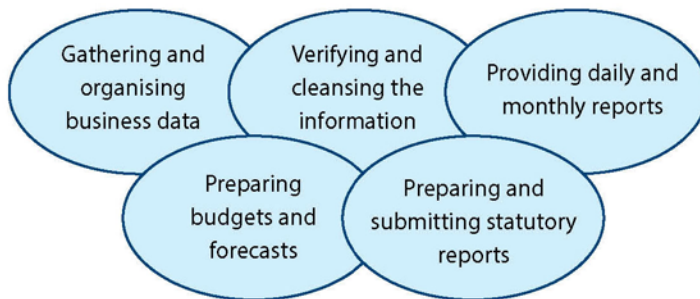 Gathering and
organising
business data
Verifying and
cleansing the
information
Providing daily and
monthly reports
Preparing
budgets and
forecasts
Preparing and
submitting statutory
reports